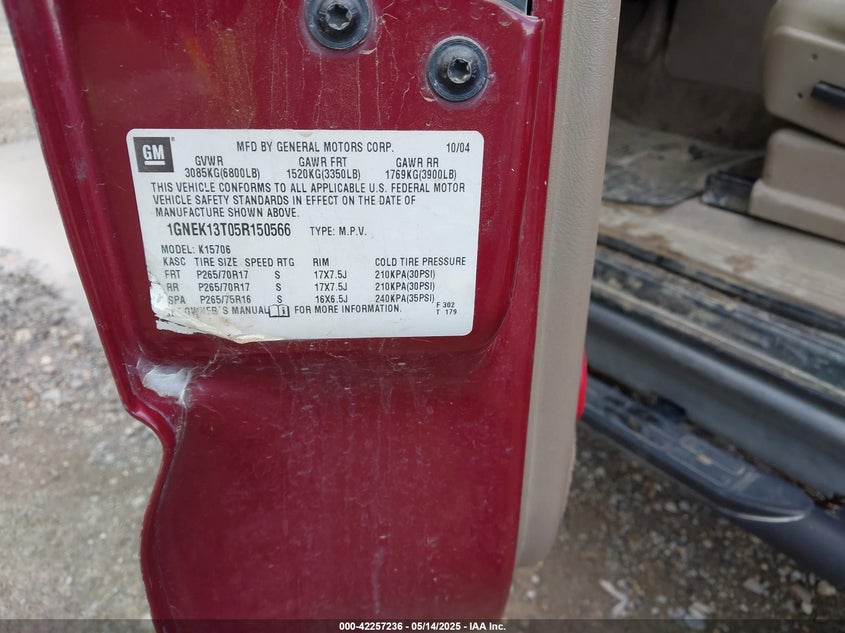 GM
MFD BY GENERAL MOTORS CORP. 10/04
GVWR GAWR FRT GAWR RR
3085KG(6800LB) 1520KG(3350LB) 1769KG(3900LB)
THIS VEHICLE CONFORMS TO ALL APPLICABLE U.S. FEDERAL MOTOR
VEHICLE SAFETY STANDARDS IN EFFECT ON THE DATE OF
MANUFACTURE SHOWN ABOVE.
1GNEK13T05R150566 TYPE: M.P.V.
MODEL: K15706
KASC TIRE SIZE SPEED RTG RIM COLD TIRE PRESSURE
FRT P265/70R17 S 17X7.5J 210KPA(30PSI)
RR P265/70R17 S 17X7.5J 210KPA(30PSI)
SPA P265/75R16 S 16X6.5J 240KPA(35PSI)
OWNER'S MANUAL FOR MORE INFORMATION.
F 302
T 179
000-42257236 - 05/14/2025 - IAA Inc.